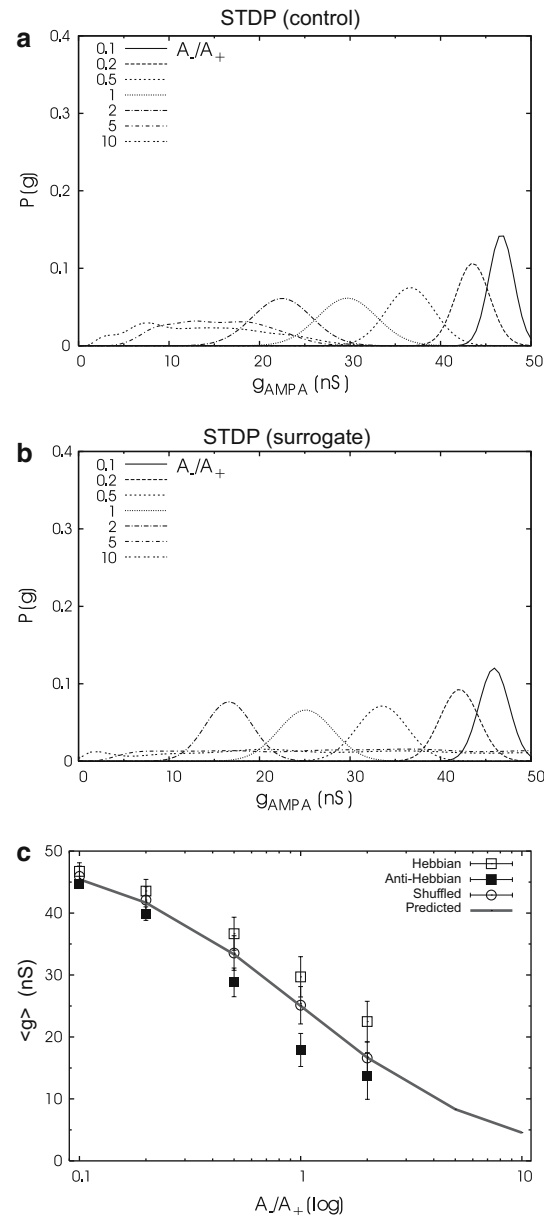 a
STDP (control)
0.4
0.3
0.2
0.1
0
P(g)
0.1 A-/A+
0.2
0.5
1
2
5
10
0 10 20 30 40 50
gAMPA (nS)
b
STDP (surrogate)
0.4
0.3
0.2
0.1
0
P(g)
0.1 A-/A+
0.2
0.5
1
2
5
10
0 10 20 30 40 50
gAMPA (nS)
c
50
40
30
20
10
0
<g> (nS)
Hebbian
Anti-Hebbian
Shuffled
Predicted
0.1 1 10
A-/A+ (log)